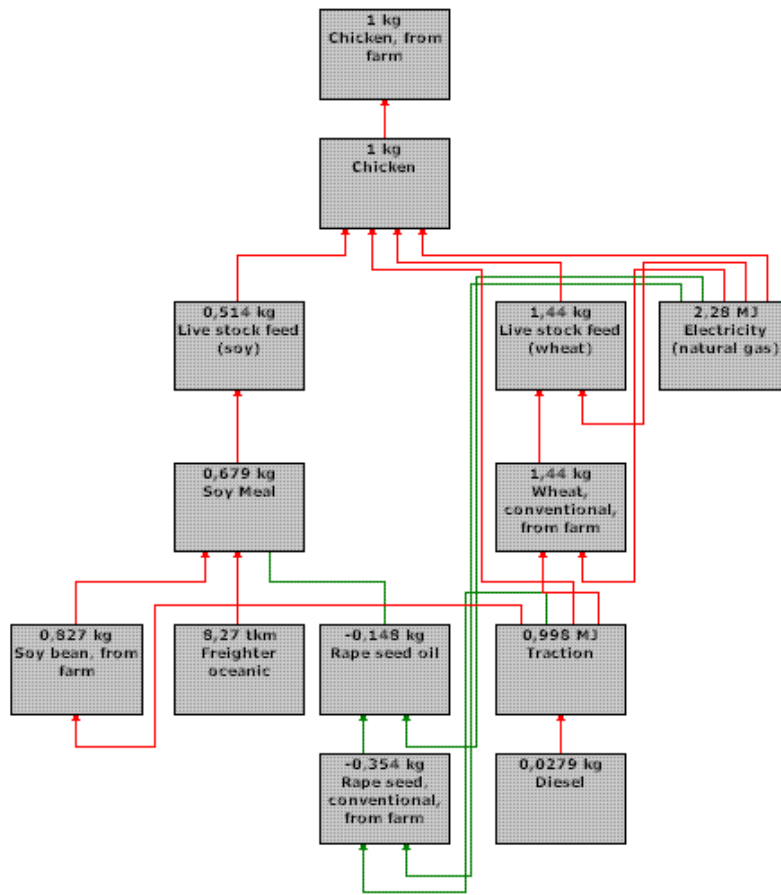 1 kg
Chicken, from
farm
1 kg
Chicken
0,514 kg
Live stock feed
(soy)
1,44 kg
Live stock feed
(wheat)
2,28 MJ
Electricity
(natural gas)
0,679 kg
Soy Meal
1,44 kg
Wheat,
conventional,
from farm
0,827 kg
Soy bean, from
farm
8,27 tkm
Freighter
oceanic
-0,148 kg
Rape seed oil
0,998 MJ
Traction
-0,354 kg
Rape seed,
conventional,
from farm
0,0279 kg
Diesel